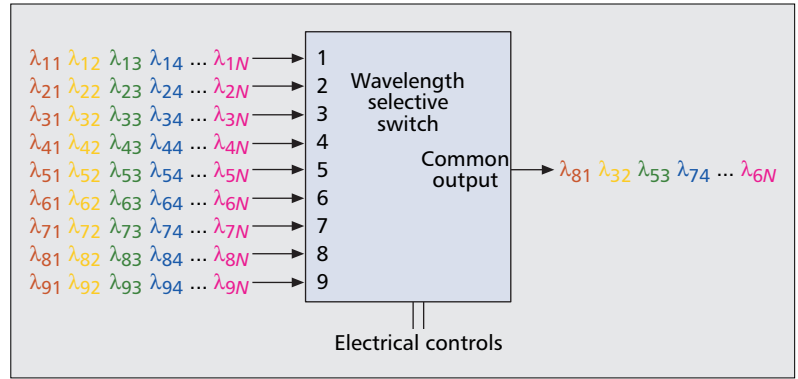 λ11 λ12 λ13 λ14 ... λ1N 1
λ21 λ22 λ23 λ24 ... λ2N 2
λ31 λ32 λ33 λ34 ... λ3N 3
λ41 λ42 λ43 λ44 ... λ4N 4
λ51 λ52 λ53 λ54 ... λ5N 5
λ61 λ62 λ63 λ64 ... λ6N 6
λ71 λ72 λ73 λ74 ... λ7N 7
λ81 λ82 λ83 λ84 ... λ8N 8
λ91 λ92 λ93 λ94 ... λ9N 9
Wavelength
selective
switch
Common
output
λ81 λ32 λ53 λ74 ... λ6N
Electrical controls